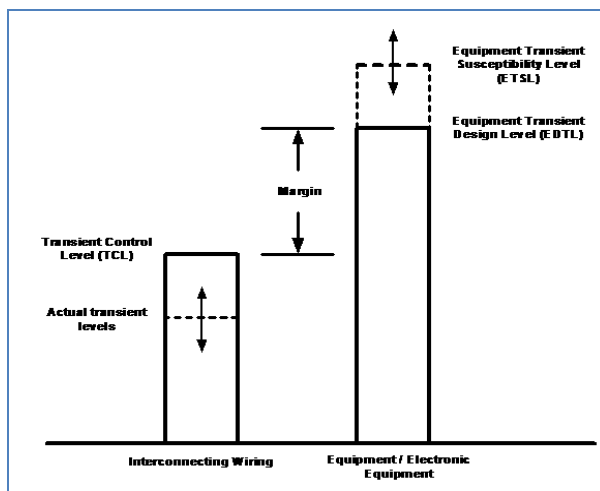 Equipment Transient
Susceptibility Level
(ETSL)
Equipment Transient
Design Level (EDTL)
Margin
Transient Control
Level (TCL)
Actual transient
levels
Interconnecting Wiring
Equipment / Electronic
Equipment